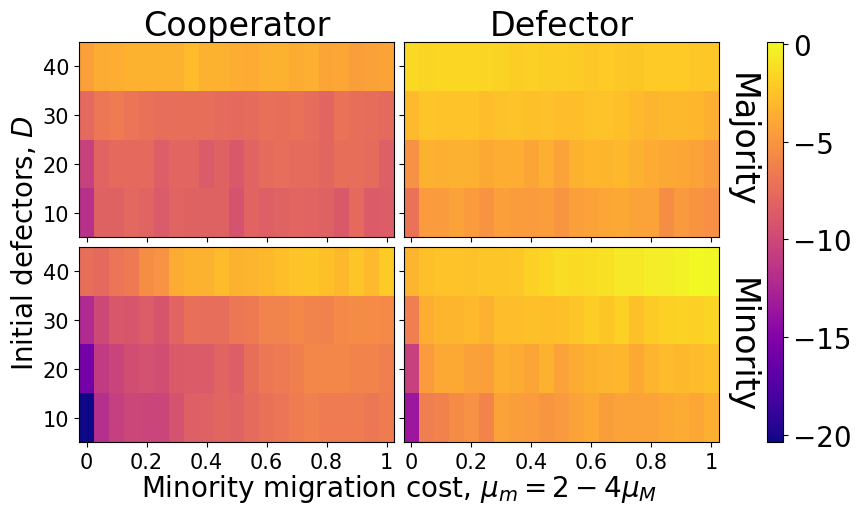 Cooperator Defector
Initial defectors, D
40
30
20
10
40
30
20
10
Majority
Minority
0
−5
−10
−15
−20
0 0.2 0.4 0.6 0.8 1
0 0.2 0.4 0.6 0.8 1
Minority migration cost, μ_m = 2 − 4μ_M